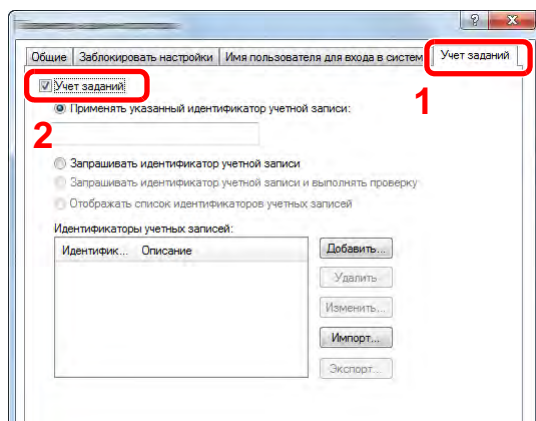 Общие Заблокировать настройки Имя пользователя для входа в систем Учет заданий
1
Учет заданий
Применять указанный идентификатор учетной записи:
2
Запрашивать идентификатор учетной записи
Запрашивать идентификатор учетной записи и выполнять проверку
Отображать список идентификаторов учетных записей
Идентификаторы учетных записей:
Идентифик... Описание
Добавить...
Удалить
Изменить...
Импорт...
Экспорт...